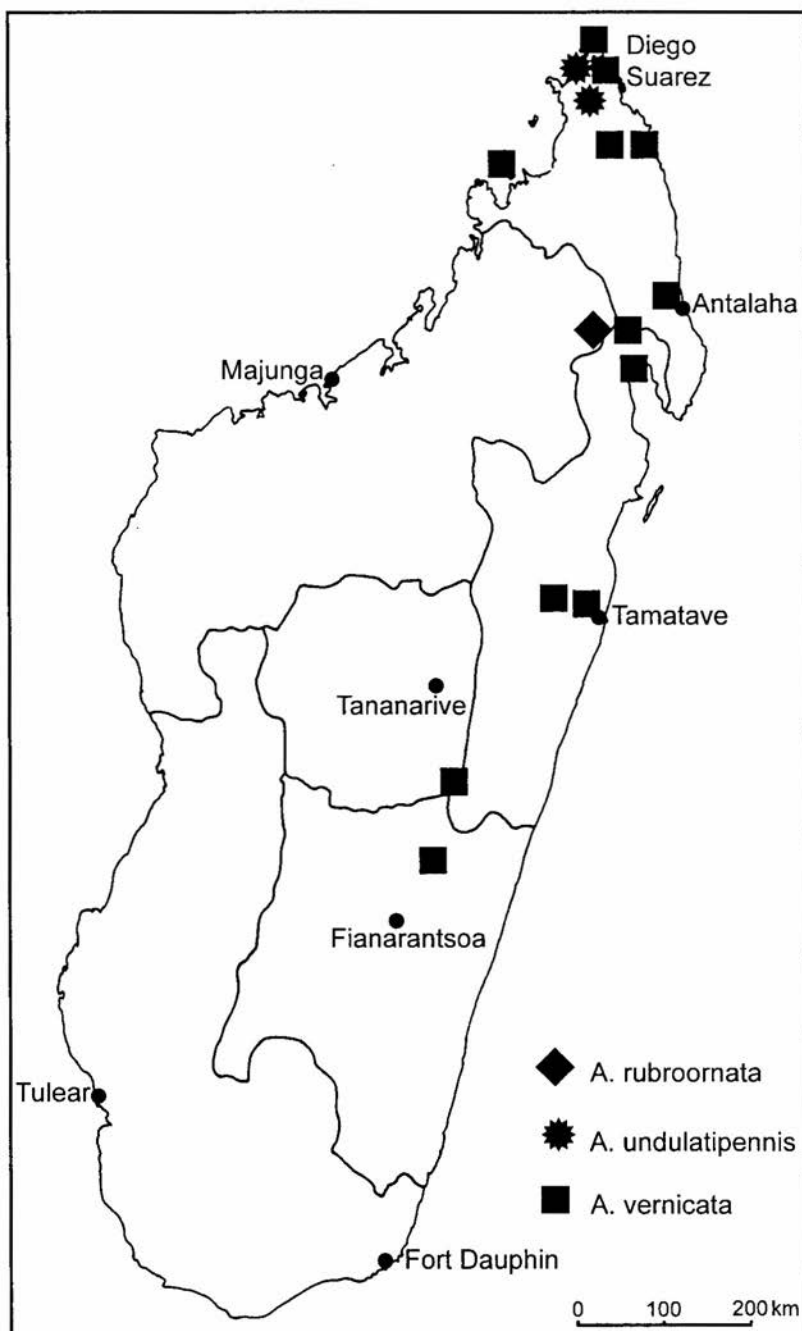 Diego
Suarez
Antalaha
Majunga
Tamatave
Tananarive
Fianarantsoa
A. rubroornata
Tulear
A. undulatipennis
A. vernicata
Fort Dauphin
0 100 200 km